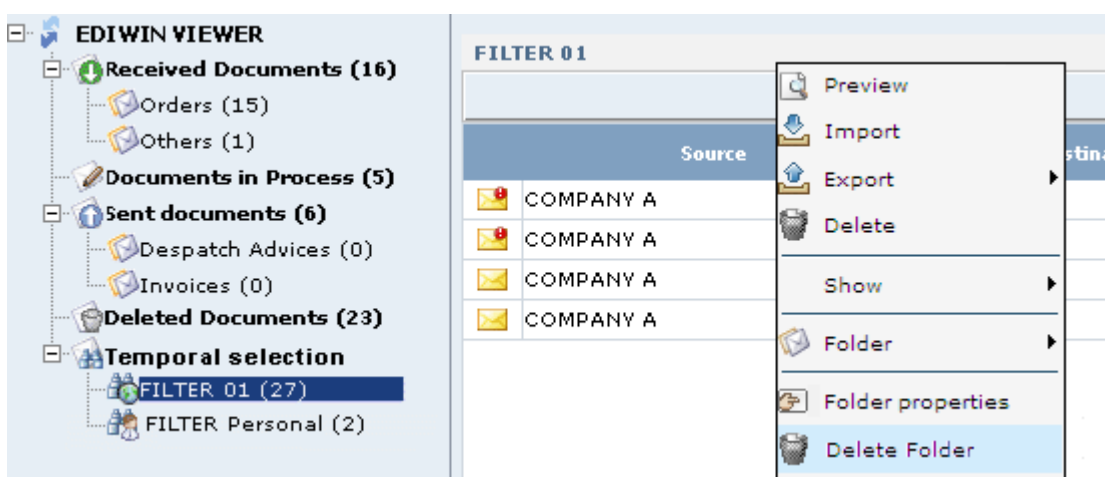 EDIWIN VIEWER
Received Documents (16)
Orders (15)
Others (1)
Documents in Process (5)
Sent documents (6)
Despatch Advices (0)
Invoices (0)
Deleted Documents (23)
Temporal selection
FILTER 01 (27)
FILTER Personal (2)
FILTER 01
Source
stina
COMPANY A
COMPANY A
COMPANY A
COMPANY A
Preview
Import
Export
Delete
Show
Folder
Folder properties
Delete Folder